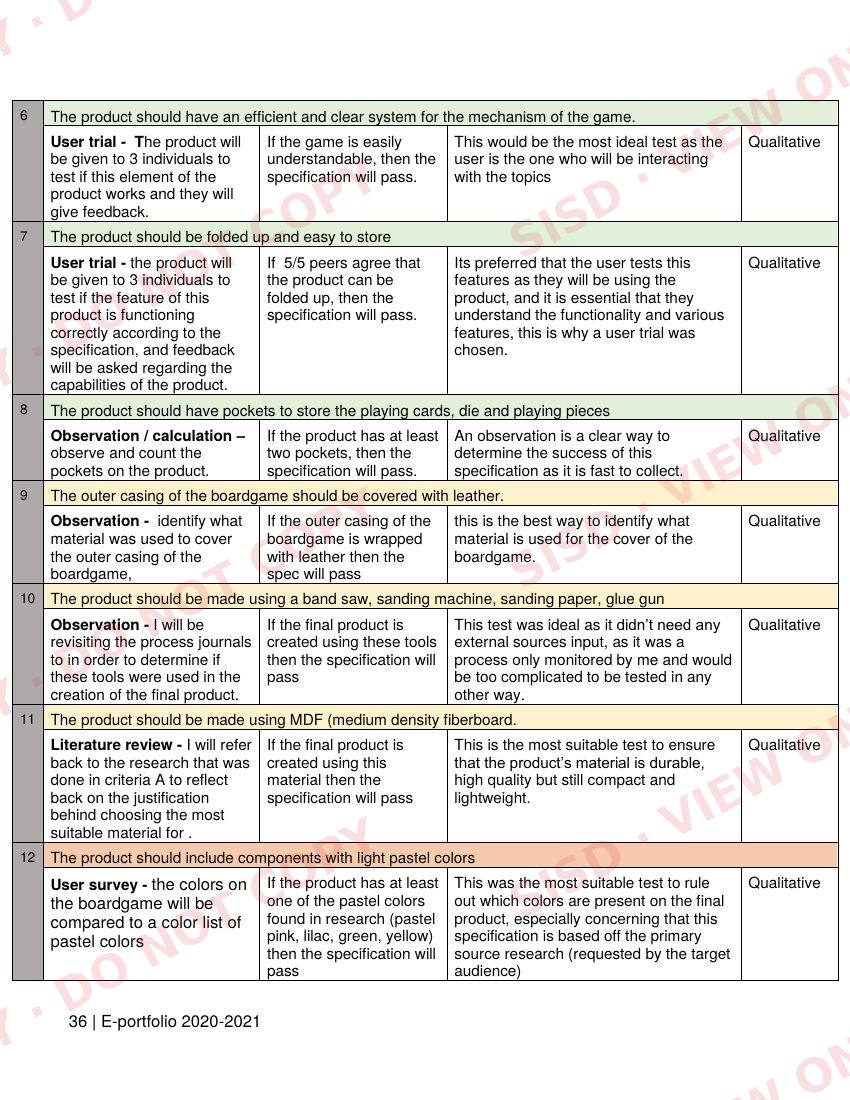 6 The product should have an efficient and clear system for the mechanism of the game.
User trial - The product will
be given to 3 individuals to
test if this element of the
product works and they will
give feedback.
If the game is easily
understandable, then the
specification will pass.
This would be the most ideal test as the
user is the one who will be interacting
with the topics
Qualitative
7 The product should be folded up and easy to store
User trial - the product will
be given to 3 individuals to
test if the feature of this
product is functioning
correctly according to the
specification, and feedback
will be asked regarding the
capabilities of the product.
If 5/5 peers agree that
the product can be
folded up, then the
specification will pass.
Its preferred that the user tests this
features as they will be using the
product, and it is essential that they
understand the functionality and various
features, this is why a user trial was
chosen.
Qualitative
8 The product should have pockets to store the playing cards, die and playing pieces
Observation / calculation –
observe and count the
pockets on the product.
If the product has at least
two pockets, then the
specification will pass.
An observation is a clear way to
determine the success of this
specification as it is fast to collect.
Qualitative
9 The outer casing of the boardgame should be covered with leather.
Observation - identify what
material was used to cover
the outer casing of the
boardgame,
If the outer casing of the
boardgame is wrapped
with leather then the
spec will pass
this is the best way to identify what
material is used for the cover of the
boardgame.
Qualitative
10 The product should be made using a band saw, sanding machine, sanding paper, glue gun
Observation - I will be
revisiting the process journals
to in order to determine if
these tools were used in the
creation of the final product.
If the final product is
created using these tools
then the specification will
pass
This test was ideal as it didn't need any
external sources input, as it was a
process only monitored by me and would
be too complicated to be tested in any
other way.
Qualitative
11 The product should be made using MDF (medium density fiberboard.
Literature review - I will refer
back to the research that was
done in criteria A to reflect
back on the justification
behind choosing the most
suitable material for .
If the final product is
created using this
material then the
specification will pass
This is the most suitable test to ensure
that the product's material is durable,
high quality but still compact and
lightweight.
Qualitative
12 The product should include components with light pastel colors
User survey - the colors on
the boardgame will be
compared to a color list of
pastel colors
If the product has at least
one of the pastel colors
found in research (pastel
pink, lilac, green, yellow)
then the specification will
pass
This was the most suitable test to rule
out which colors are present on the final
product, especially concerning that this
specification is based off the primary
source research (requested by the target
audience)
Qualitative
36 | E-portfolio 2020-2021
SISD · VIEW ON
Y · DO NOT COPY
SISD · VIEW ON
Y · DO NOT COPY
SISD · VIEW ON
Y · DO NOT COPY